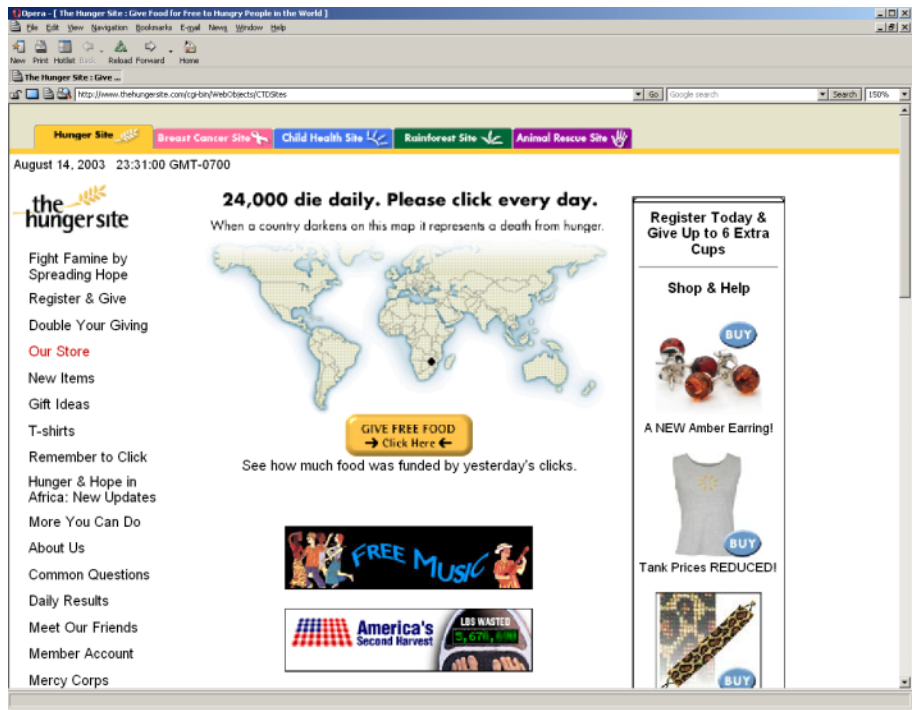 Opera - [ The Hunger Site : Give Food for Free to Hungry People in the World ]
File Edit View Navigation Bookmarks E-mail News Window Help
New Print Hotlist Back Reload Forward Home
The Hunger Site : Give ...
http://www.thehungersite.com/cgi-bin/WebObjects/CTDSites Go Google search Search 150%
Hunger Site Breast Cancer Site Child Health Site Rainforest Site Animal Rescue Site
August 14, 2003 23:31:00 GMT-0700
the
hungersite
Fight Famine by
Spreading Hope
Register & Give
Double Your Giving
Our Store
New Items
Gift Ideas
T-shirts
Remember to Click
Hunger & Hope in
Africa: New Updates
More You Can Do
About Us
Common Questions
Daily Results
Meet Our Friends
Member Account
Mercy Corps
24,000 die daily. Please click every day.
When a country darkens on this map it represents a death from hunger.
GIVE FREE FOOD
Click Here
See how much food was funded by yesterday's clicks.
FREE MUSIC
America's
Second Harvest
LBS WASTED
Register Today &
Give Up to 6 Extra
Cups
Shop & Help
BUY
A NEW Amber Earring!
BUY
Tank Prices REDUCED!
BUY